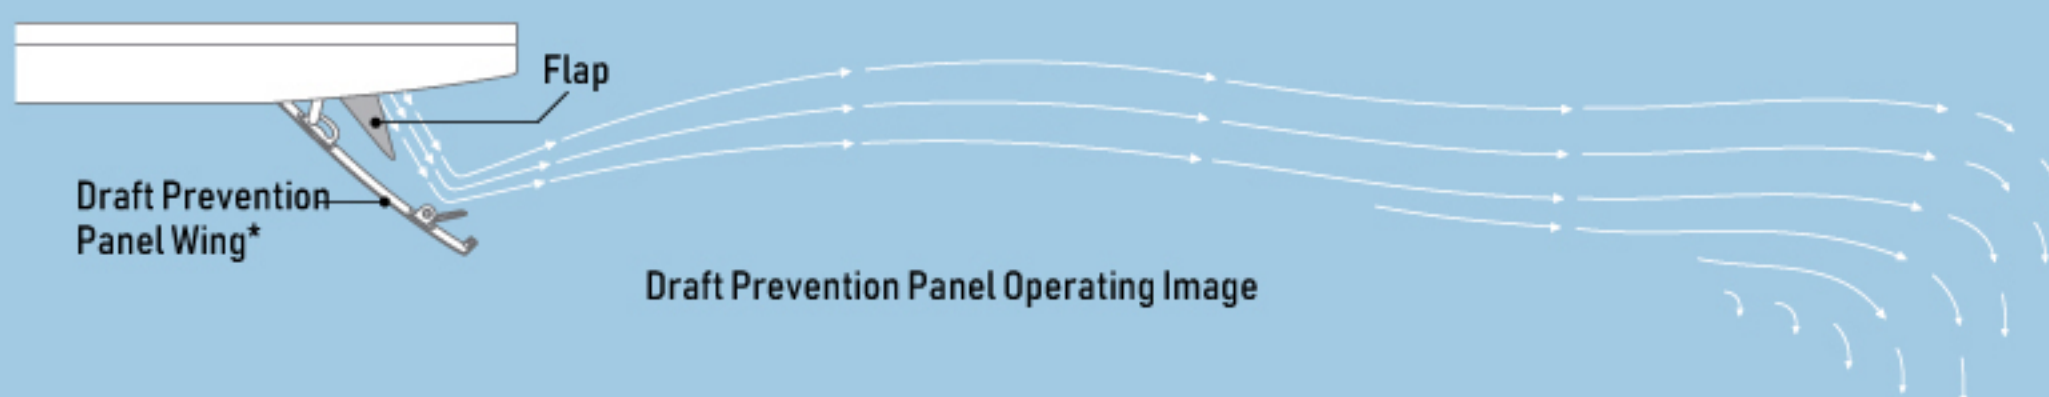 Flap
Draft Prevention
Panel Wing*
Draft Prevention Panel Operating Image